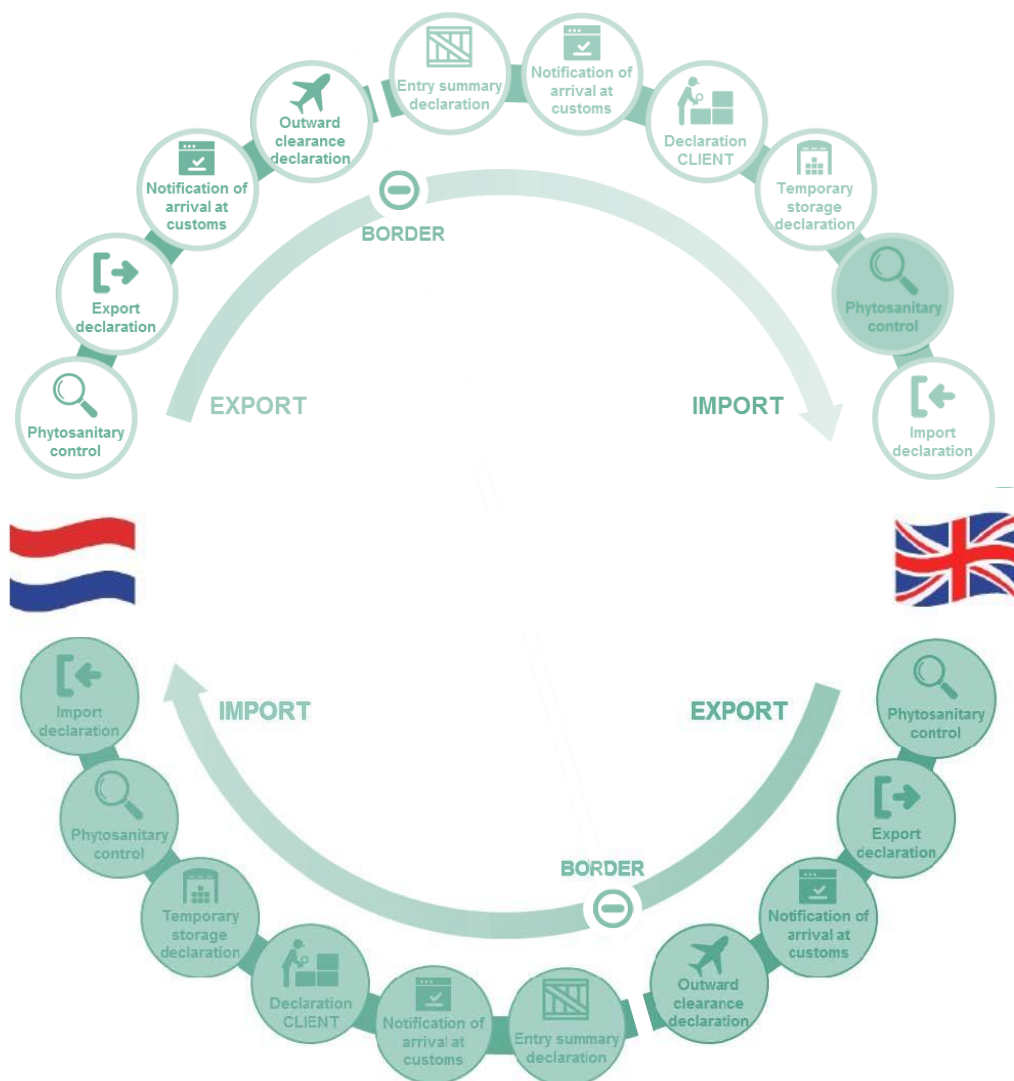 Entry summary
declaration
Notification of
arrival at
customs
Outward
clearance
declaration
Declaration
CLIENT
Notification of
arrival at
customs
Temporary
storage
declaration
BORDER
Export
declaration
Phytosanitary
control
EXPORT
IMPORT
Phytosanitary
control
Import
declaration
Import
declaration
IMPORT
EXPORT
Phytosanitary
control
Phytosanitary
control
Export
declaration
BORDER
Temporary
storage
declaration
Notification of
arrival at
customs
Declaration
CLIENT
Outward
clearance
declaration
Notification of
arrival at
customs
Entry summary
declaration